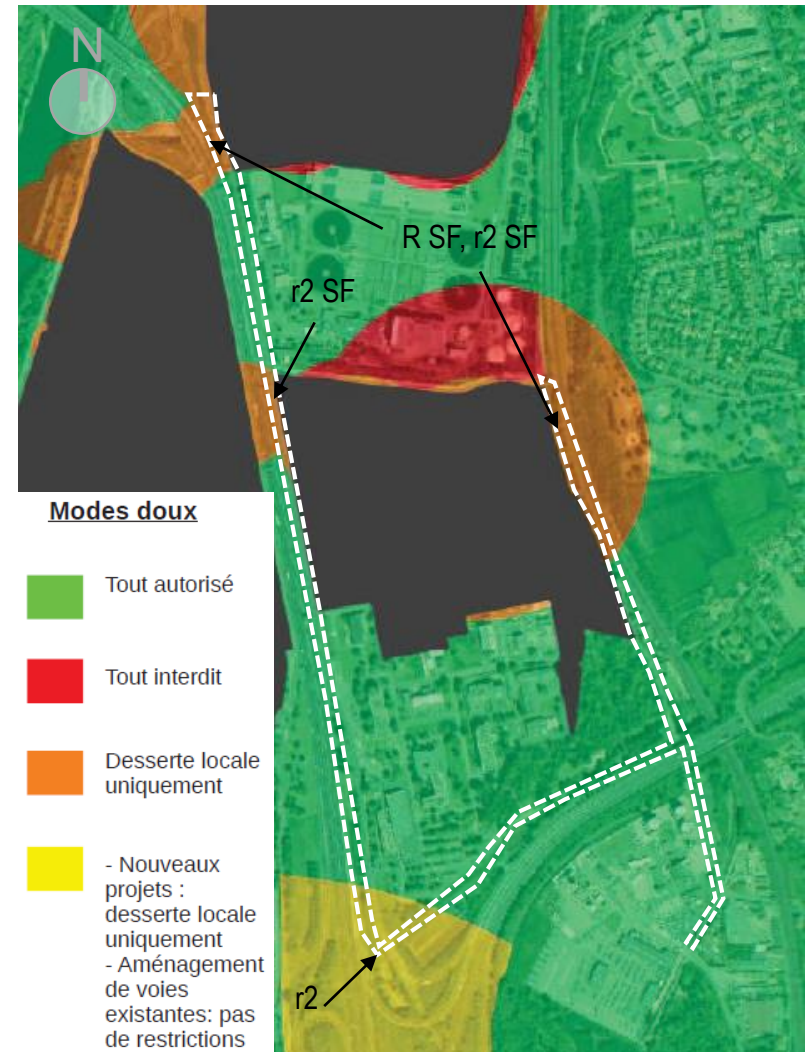 N
R SF, r2 SF
r2 SF
Modes doux
Tout autorisé
Tout interdit
Desserte locale
uniquement
- Nouveaux
projets :
desserte locale
uniquement
- Aménagement
de voies
existantes: pas
de restrictions
r2